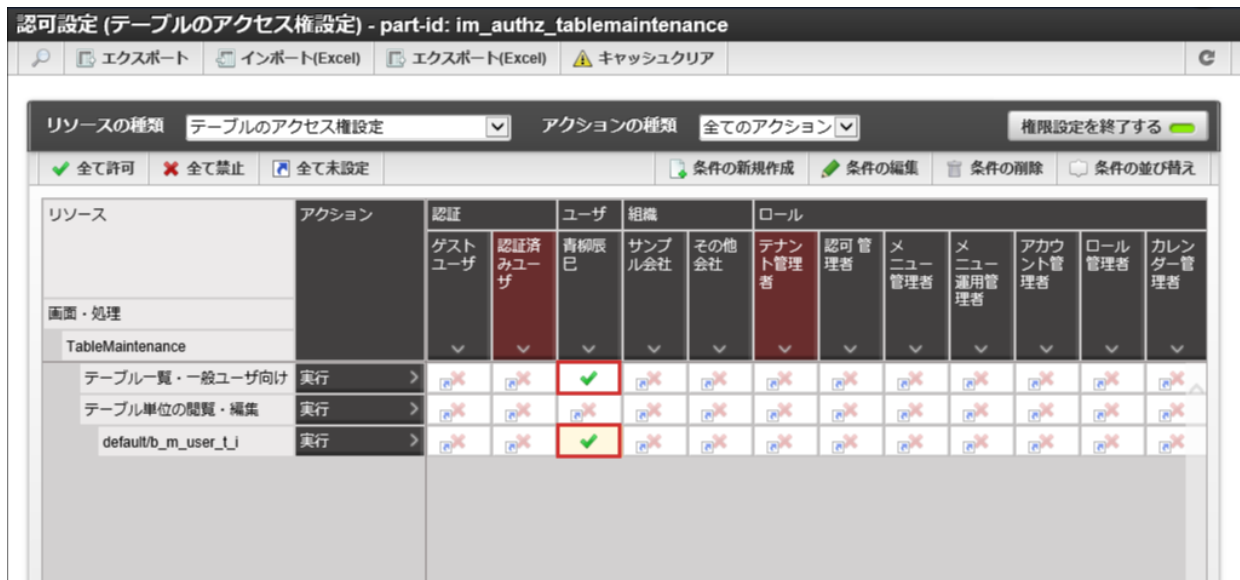 認可設定 (テーブルのアクセス権設定) - part-id: im_authz_tablemaintenance
エクスポート インポート(Excel) エクスポート(Excel) キャッシュクリア
リソースの種類 テーブルのアクセス権設定 アクションの種類 全てのアクション 権限設定を終了する
全て許可 全て禁止 全て未設定 条件の新規作成 条件の編集 条件の削除 条件の並び替え
リソース アクション 認証 ユーザ 組織 ロール
ゲスト
ユーザ
認証済
みユー
ザ
青柳辰
巳
サンプ
ル会社
その他
会社
テナン
ト管理
者
認可 管
理者
メ
ニュー
管理者
メ
ニュー
運用管
理者
アカウ
ント管
理者
ロール
管理者
カレン
ダー管
理者
画面・処理
TableMaintenance
テーブル一覧・一般ユーザ向け 実行
テーブル単位の閲覧・編集 実行
default/b_m_user_t_i 実行